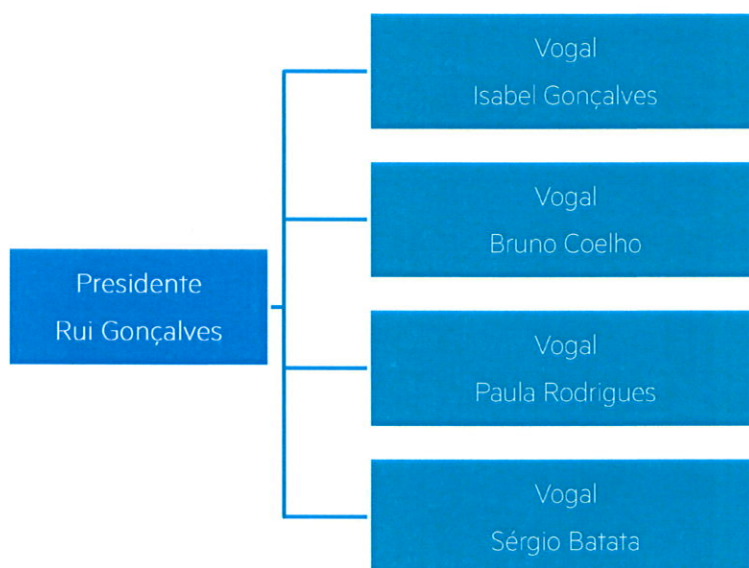 Presidente
Rui Gonçalves
Vogal
Isabel Gonçalves
Vogal
Bruno Coelho
Vogal
Paula Rodrigues
Vogal
Sérgio Batata